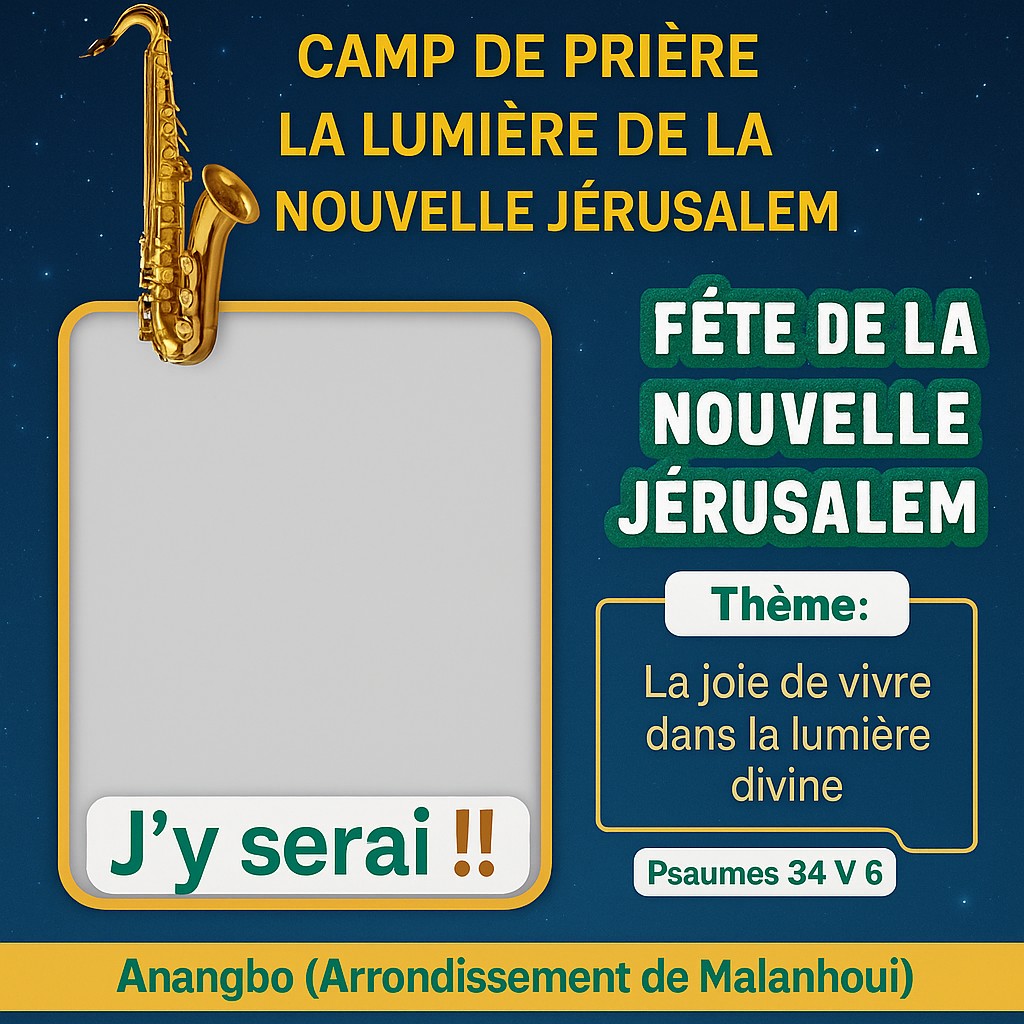 CAMP DE PRIÈRE
LA LUMIÈRE DE LA
NOUVELLE JÉRUSALEM
FÉTE DE LA
NOUVELLE
JÉRUSALEM
Thème:
La joie de vivre
dans la lumière
divine
Psaumes 34 V 6
J'y serai !!
Anangbo (Arrondissement de Malanhoui)